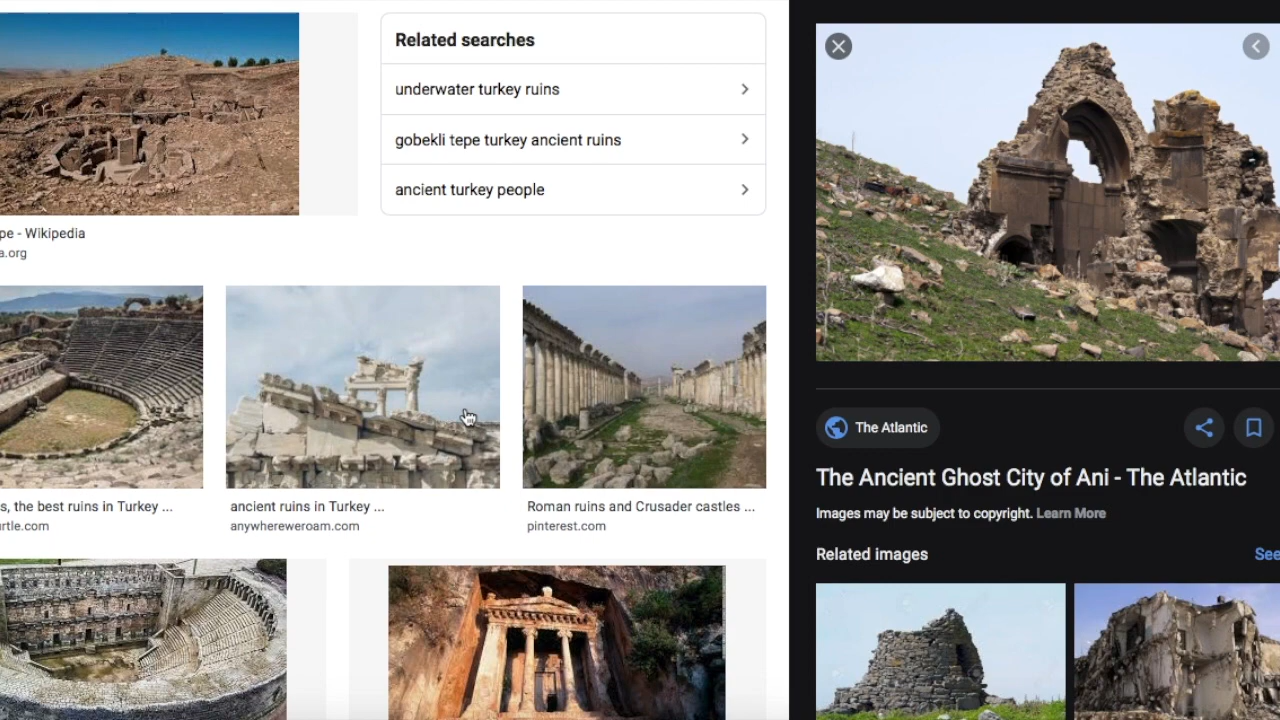 Related searches
underwater turkey ruins
gobekli tepe turkey ancient ruins
ancient turkey people
pe - Wikipedia
a.org
s, the best ruins in Turkey ...
rtle.com
ancient ruins in Turkey ...
anywhereweroam.com
Roman ruins and Crusader castles ...
pinterest.com
The Atlantic
The Ancient Ghost City of Ani - The Atlantic
Images may be subject to copyright. Learn More
Related images
See